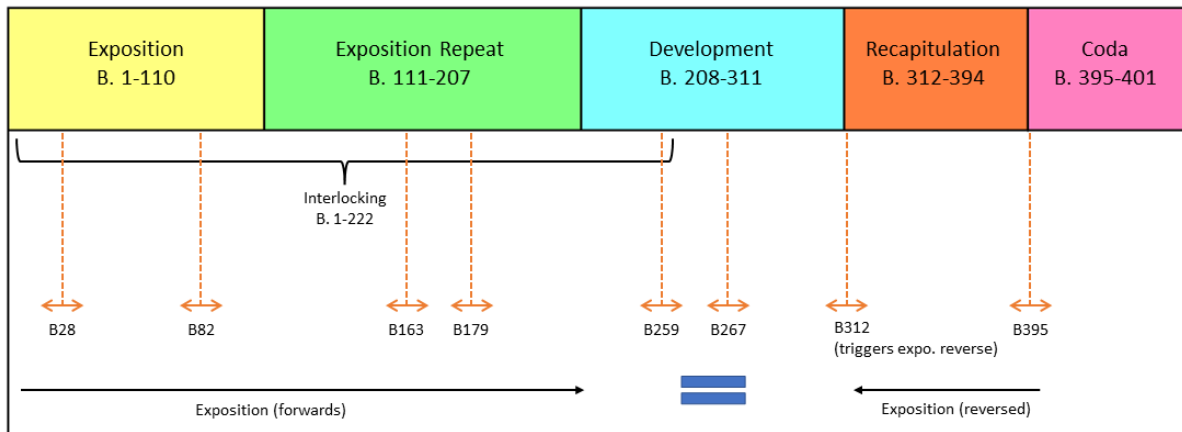 Exposition
B. 1-110
Exposition Repeat
B. 111-207
Development
B. 208-311
Recapitulation
B. 312-394
Coda
B. 395-401
Interlocking
B. 1-222
B28
B82
B163
B179
B259
B267
B312
(triggers expo. reverse)
B395
Exposition (forwards)
Exposition (reversed)